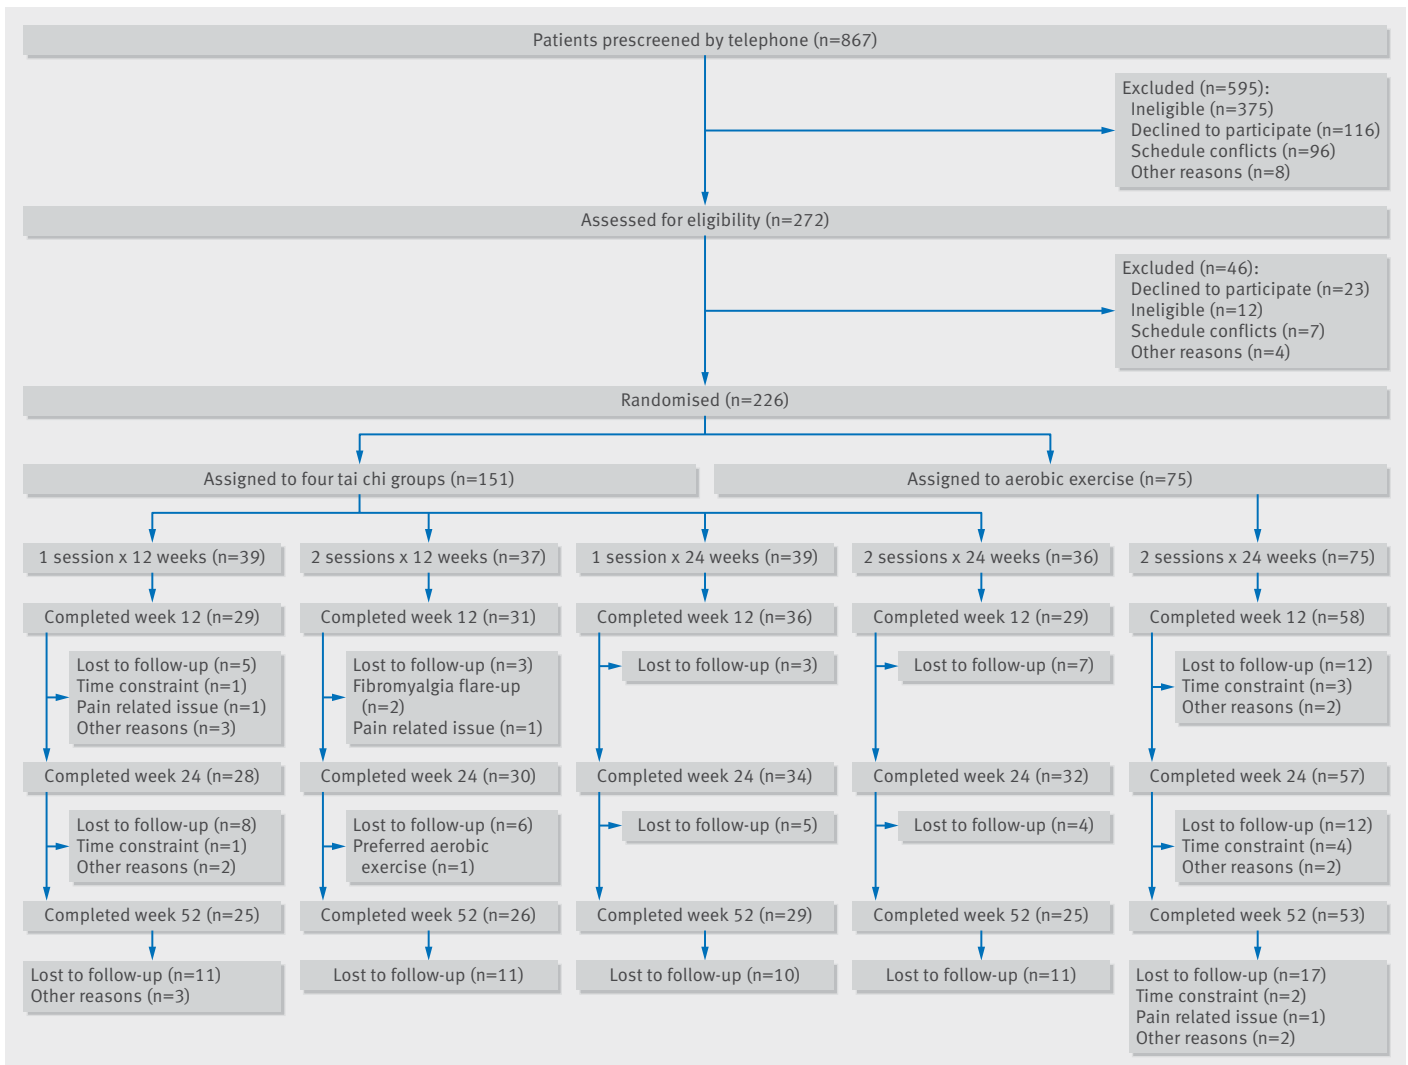 Patients prescreened by telephone (n=867)
Excluded (n=595):
Ineligible (n=375)
Declined to participate (n=116)
Schedule conflicts (n=96)
Other reasons (n=8)
Assessed for eligibility (n=272)
Excluded (n=46):
Declined to participate (n=23)
Ineligible (n=12)
Schedule conflicts (n=7)
Other reasons (n=4)
Randomised (n=226)
Assigned to four tai chi groups (n=151)
Assigned to aerobic exercise (n=75)
1 session x 12 weeks (n=39)
2 sessions x 12 weeks (n=37)
1 session x 24 weeks (n=39)
2 sessions x 24 weeks (n=36)
2 sessions x 24 weeks (n=75)
Completed week 12 (n=29)
Completed week 12 (n=31)
Completed week 12 (n=36)
Completed week 12 (n=29)
Completed week 12 (n=58)
Lost to follow-up (n=5)
Time constraint (n=1)
Pain related issue (n=1)
Other reasons (n=3)
Lost to follow-up (n=3)
Fibromyalgia flare-up
(n=2)
Pain related issue (n=1)
Lost to follow-up (n=3)
Lost to follow-up (n=7)
Lost to follow-up (n=12)
Time constraint (n=3)
Other reasons (n=2)
Completed week 24 (n=28)
Completed week 24 (n=30)
Completed week 24 (n=34)
Completed week 24 (n=32)
Completed week 24 (n=57)
Lost to follow-up (n=8)
Time constraint (n=1)
Other reasons (n=2)
Lost to follow-up (n=6)
Preferred aerobic
exercise (n=1)
Lost to follow-up (n=5)
Lost to follow-up (n=4)
Lost to follow-up (n=12)
Time constraint (n=4)
Other reasons (n=2)
Completed week 52 (n=25)
Completed week 52 (n=26)
Completed week 52 (n=29)
Completed week 52 (n=25)
Completed week 52 (n=53)
Lost to follow-up (n=11)
Other reasons (n=3)
Lost to follow-up (n=11)
Lost to follow-up (n=10)
Lost to follow-up (n=11)
Lost to follow-up (n=17)
Time constraint (n=2)
Pain related issue (n=1)
Other reasons (n=2)